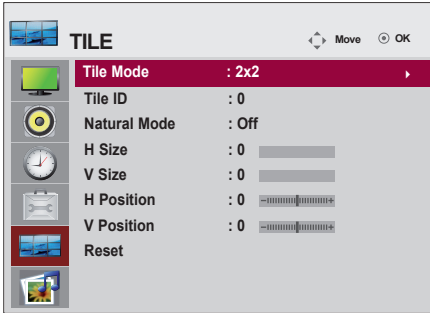 TILE Move OK
Tile Mode : 2x2
Tile ID : 0
Natural Mode : Off
H Size : 0
V Size : 0
H Position : 0 - +
V Position : 0 - +
Reset